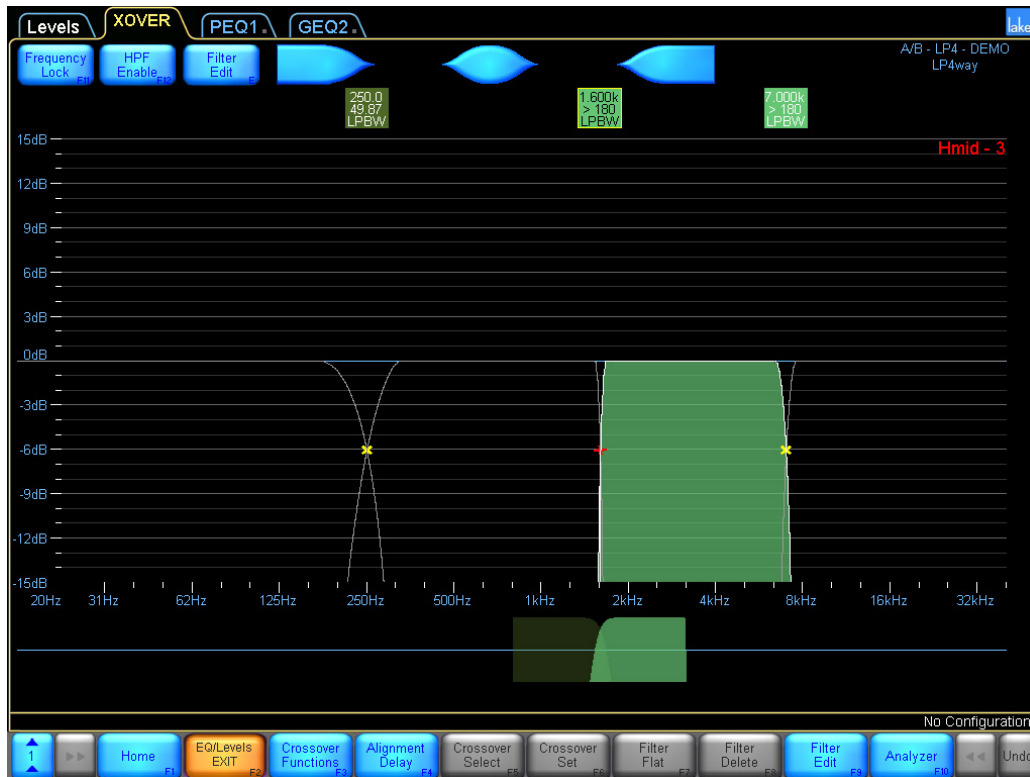 Levels
XOVER
PEQ1
GEQ2
lake
Frequency
Lock
F11
HPF
Enable
F12
Filter
Edit
E
A/B - LP4 - DEMO
LP4way
250.0
49.87
LPBW
1.600k
> 180
LPBW
7.000k
> 180
LPBW
Hmid - 3
15dB
12dB
9dB
6dB
3dB
0dB
-3dB
-6dB
-9dB
-12dB
-15dB
20Hz 31Hz 62Hz 125Hz 250Hz 500Hz 1kHz 2kHz 4kHz 8kHz 16kHz 32kHz
No Configuration
1
Home
F1
EQ/Levels
EXIT
F2
Crossover
Functions
F3
Alignment
Delay
F4
Crossover
Select
F5
Crossover
Set
F6
Filter
Flat
F7
Filter
Delete
F8
Filter
Edit
F9
Analyzer
F10
Undo